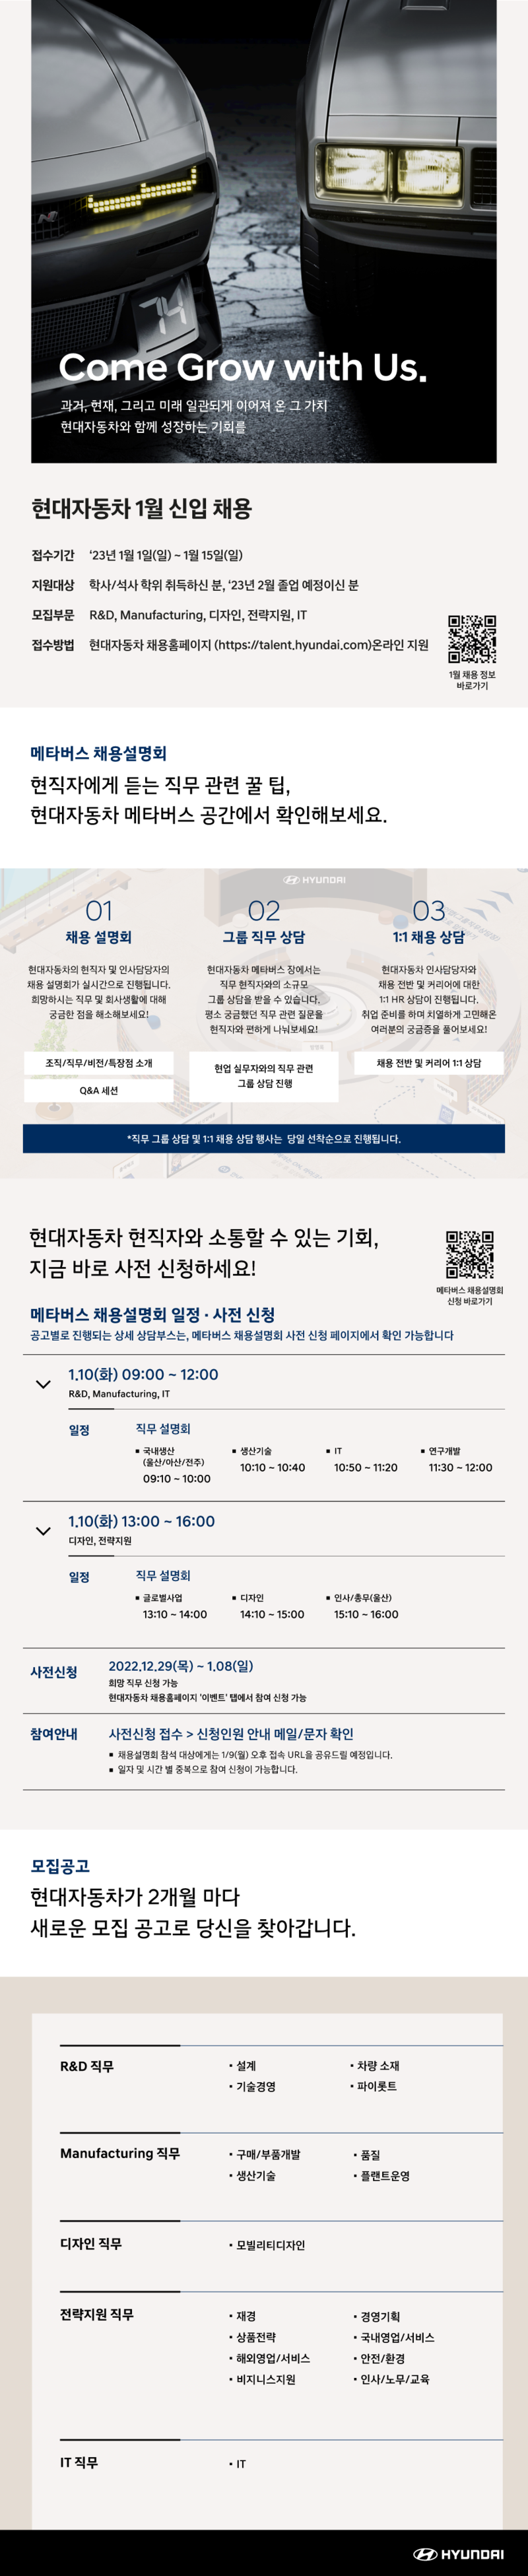 74
Come Grow with Us.
과거, 현재, 그리고 미래 일관되게 이어져 온 그 가치
현대자동차와 함께 성장하는 기회를
현대자동차 1월 신입 채용
접수기간 ‘23년 1월 1일(일) ~ 1월 15일(일)
지원대상 학사/석사 학위 취득하신 분, ‘23년 2월 졸업 예정이신 분
모집부문 R&D, Manufacturing, 디자인, 전략지원, IT
접수방법 현대자동차 채용홈페이지 (https://talent.hyundai.com)온라인 지원
1월 채용 정보
바로가기
메타버스 채용설명회
현직자에게 듣는 직무 관련 꿀 팁,
현대자동차 메타버스 공간에서 확인해보세요.
HYUNDAI
01
채용 설명회
현대자동차의 현직자 및 인사담당자의
채용 설명회가 실시간으로 진행됩니다.
희망하시는 직무 및 회사생활에 대해
궁금한 점을 해소해보세요!
조직/직무/비전/특장점 소개
Q&A 세션
02
그룹 직무 상담
현대자동차 메타버스 장에서는
직무 현직자와의 소규모
그룹 상담을 받을 수 있습니다.
평소 궁금했던 직무 관련 질문을
현직자와 편하게 나눠보세요!
현업 실무자와의 직무 관련
그룹 상담 진행
03
1:1 채용 상담
현대자동차 인사담당자와
채용 전반 및 커리어에 대한
1:1 HR 상담이 진행됩니다.
취업 준비를 하며 치열하게 고민해온
여러분의 궁금증을 풀어보세요!
채용 전반 및 커리어 1:1 상담
*직무 그룹 상담 및 1:1 채용 상담 행사는 당일 선착순으로 진행됩니다.
현대자동차 현직자와 소통할 수 있는 기회,
지금 바로 사전 신청하세요!
메타버스 채용설명회
신청 바로가기
메타버스 채용설명회 일정 · 사전 신청
공고별로 진행되는 상세 상담부스는, 메타버스 채용설명회 사전 신청 페이지에서 확인 가능합니다
1.10(화) 09:00 ~ 12:00
R&D, Manufacturing, IT
일정 직무 설명회
▪ 국내생산
(울산/아산/전주)
09:10 ~ 10:00
▪ 생산기술
10:10 ~ 10:40
▪ IT
10:50 ~ 11:20
▪ 연구개발
11:30 ~ 12:00
1.10(화) 13:00 ~ 16:00
디자인, 전략지원
일정 직무 설명회
▪ 글로벌사업
13:10 ~ 14:00
▪ 디자인
14:10 ~ 15:00
▪ 인사/총무(울산)
15:10 ~ 16:00
사전신청 2022.12.29(목) ~ 1.08(일)
희망 직무 신청 가능
현대자동차 채용홈페이지 ‘이벤트’ 탭에서 참여 신청 가능
참여안내 사전신청 접수 > 신청인원 안내 메일/문자 확인
▪ 채용설명회 참석 대상에게는 1/9(월) 오후 접속 URL을 공유드릴 예정입니다.
▪ 일자 및 시간 별 중복으로 참여 신청이 가능합니다.
모집공고
현대자동차가 2개월 마다
새로운 모집 공고로 당신을 찾아갑니다.
R&D 직무 • 설계 • 차량 소재
• 기술경영 • 파이롯트
Manufacturing 직무 • 구매/부품개발 • 품질
• 생산기술 • 플랜트운영
디자인 직무 • 모빌리티디자인
전략지원 직무 • 재경 • 경영기획
• 상품전략 • 국내영업/서비스
• 해외영업/서비스 • 안전/환경
• 비지니스지원 • 인사/노무/교육
IT 직무 • IT
HYUNDAI